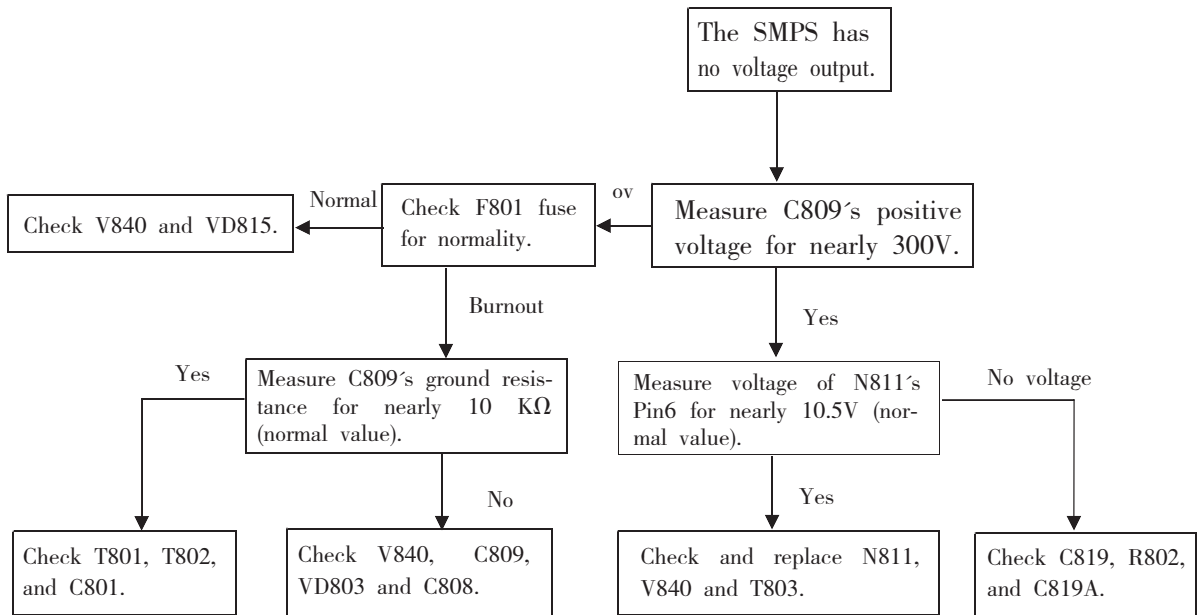 The SMPS has
no voltage output.
Normal
ov
Check V840 and VD815.
Check F801 fuse
for normality.
Measure C809´s positive
voltage for nearly 300V.
Burnout
Yes
Yes
Measure C809´s ground resis-
tance for nearly 10 KΩ
(normal value).
Measure voltage of N811´s
Pin6 for nearly 10.5V (nor-
mal value).
No voltage
No
Yes
Check T801, T802,
and C801.
Check V840, C809,
VD803 and C808.
Check and replace N811,
V840 and T803.
Check C819, R802,
and C819A.